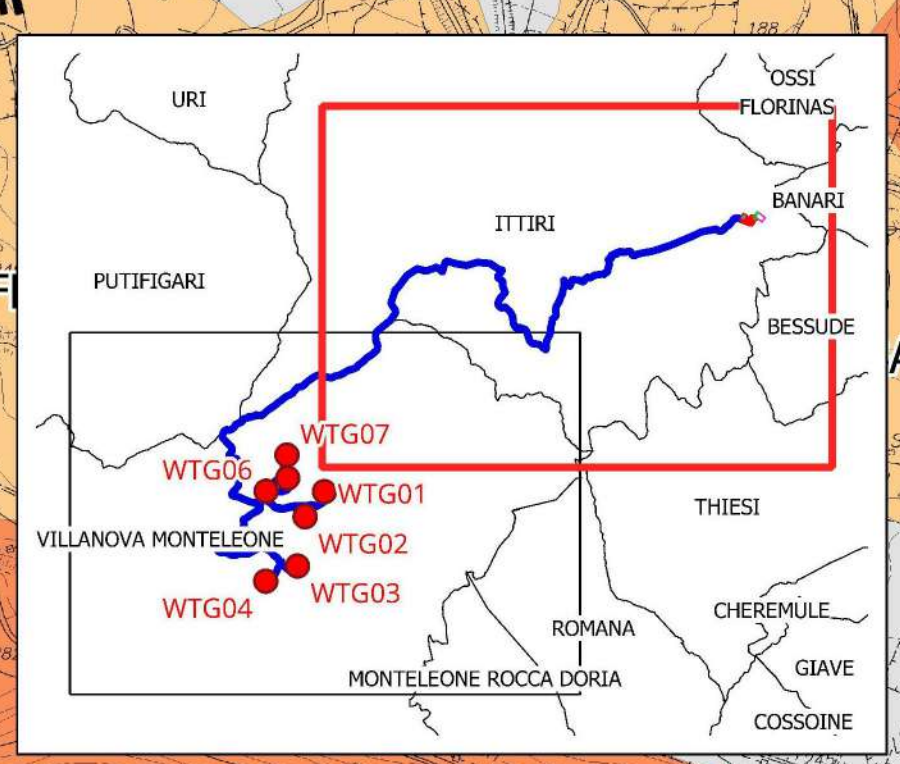 188
OSSI
URI
FLORINAS
BANARI
ITTIRI
PUTIFIGARI
BESSUDE
WTG07
WTG06
WTG01
THIESI
VILLANOVA MONTELEONE
WTG02
WTG03
WTG04
CHEREMULE
ROMANA
GIAVE
MONTELEONE ROCCA DORIA
COSSOINE